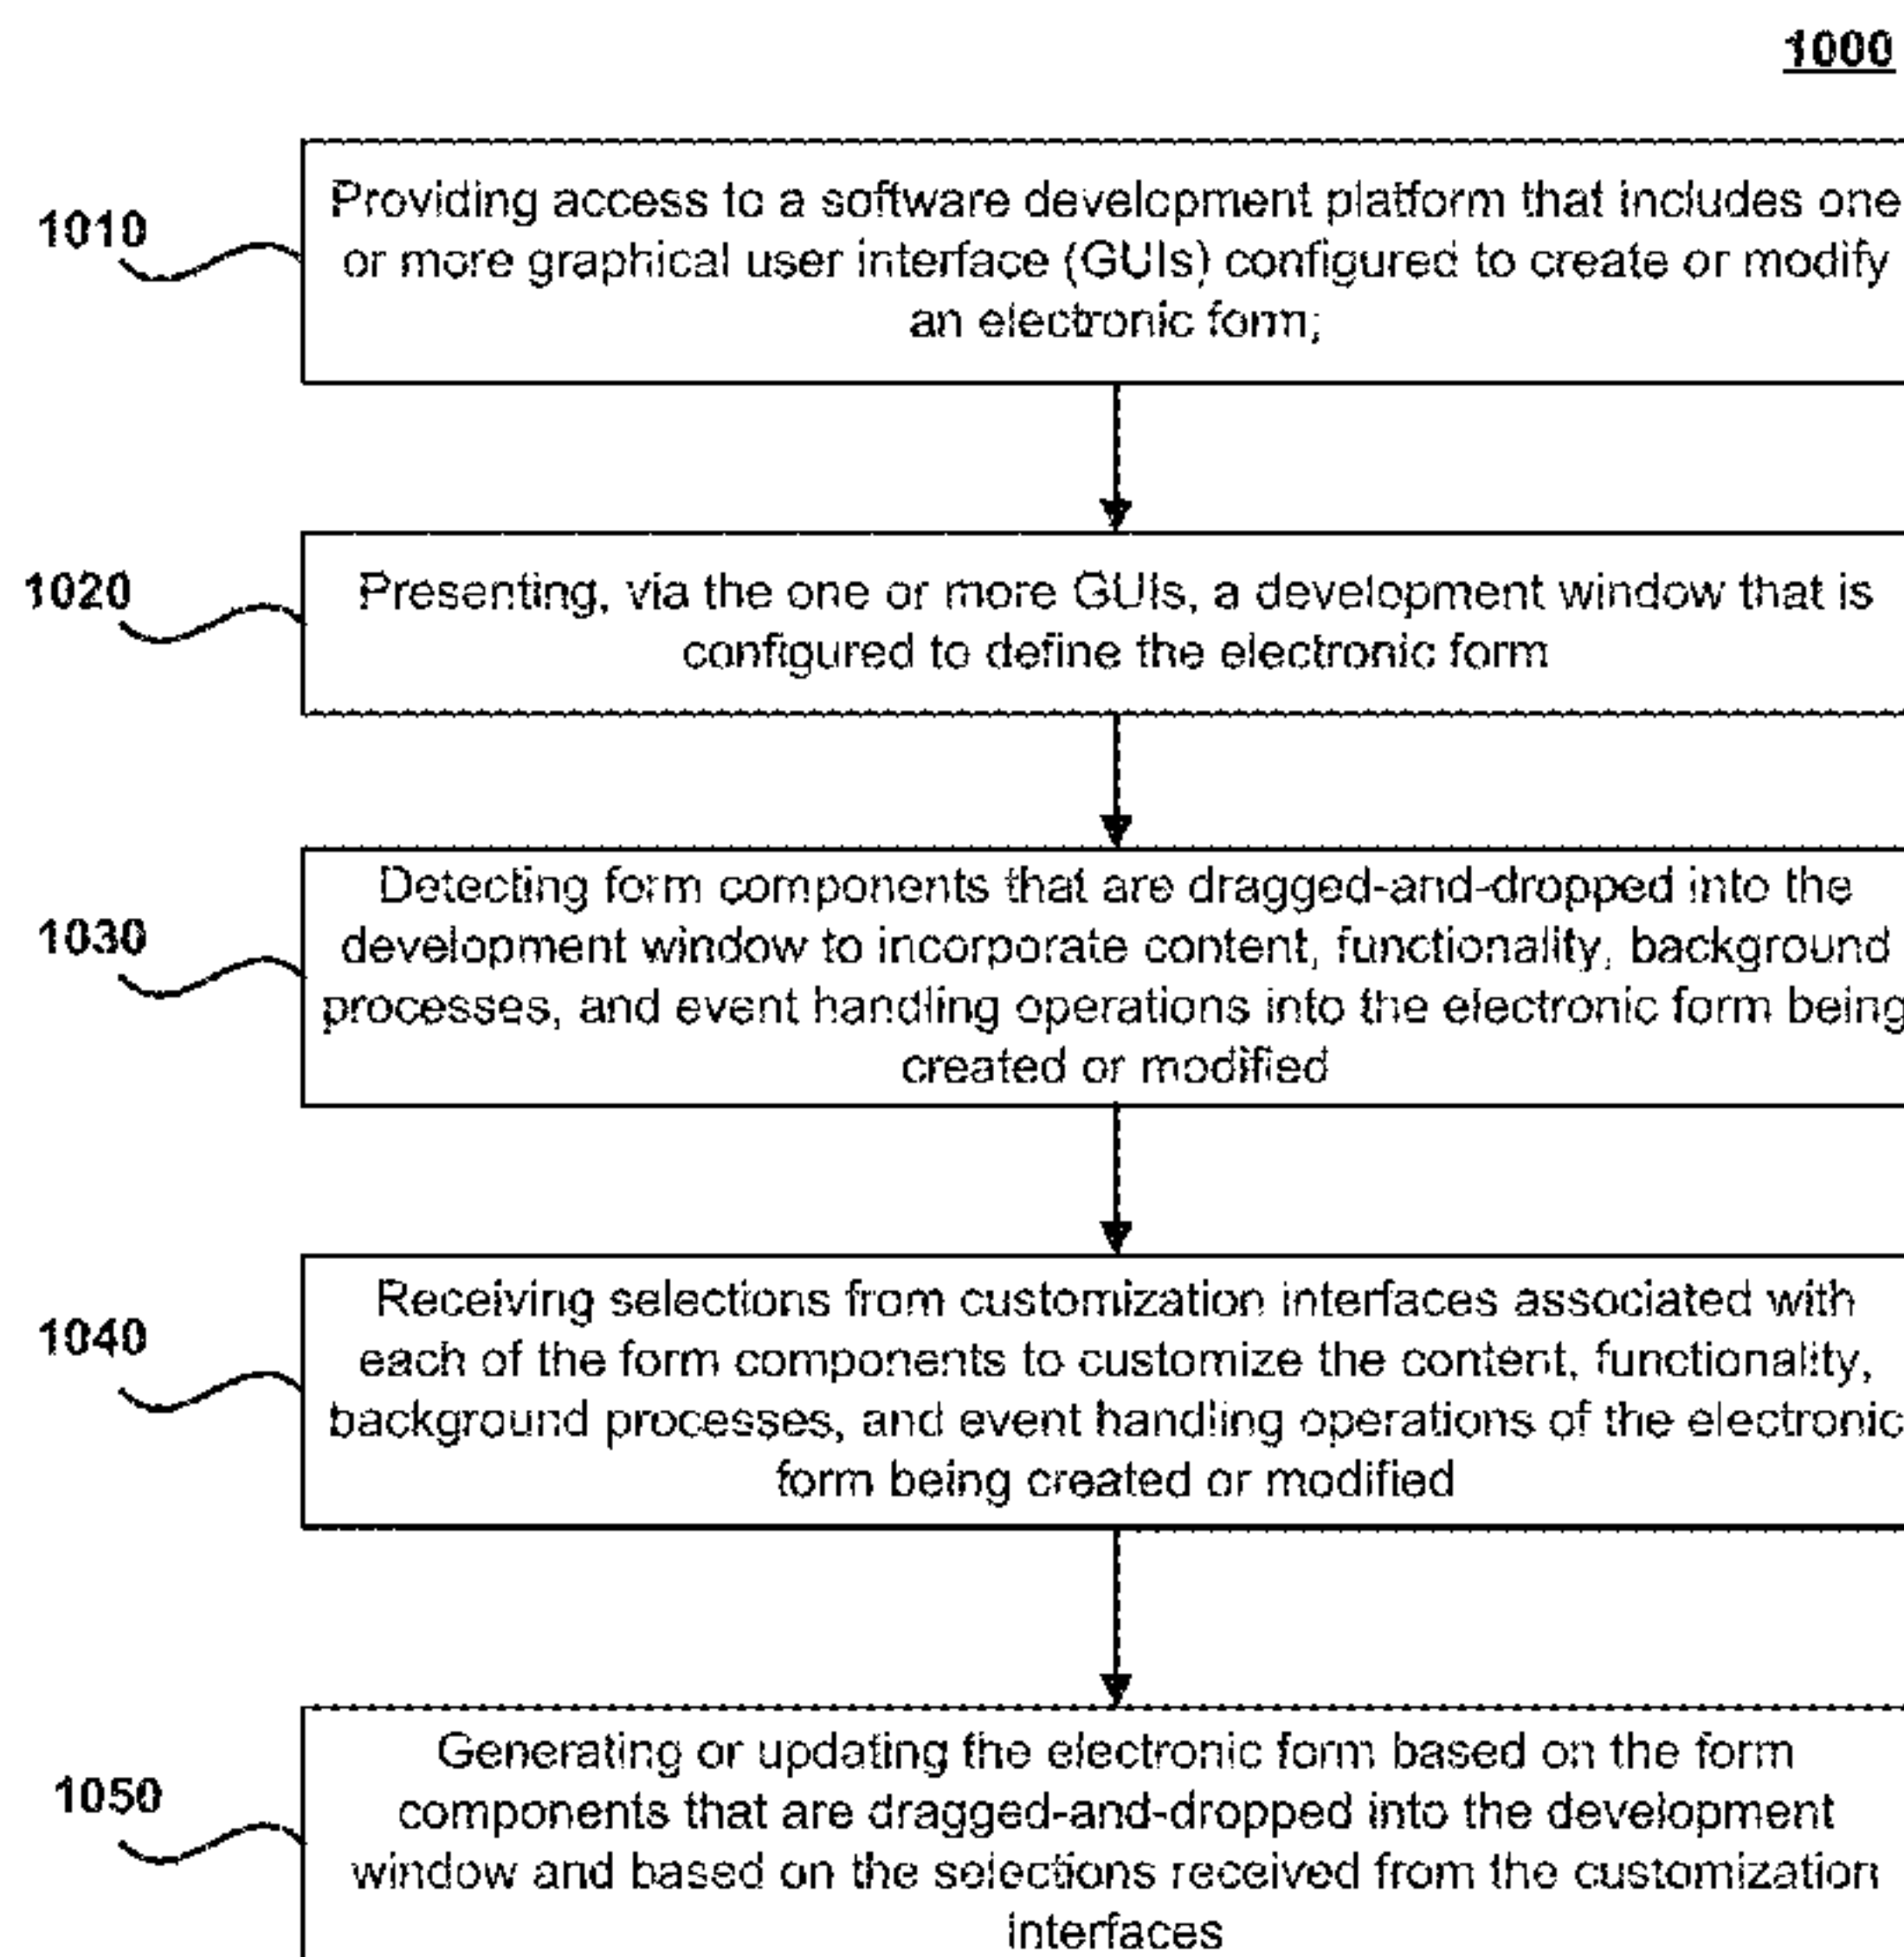 1000
1010
Providing access to a software development platform that includes one
or more graphical user interface (GUIs) configured to create or modify
an electronic form;
1020
Presenting, via the one or more GUIs, a development window that is
configured to define the electronic form
1030
Detecting form components that are dragged-and-dropped into the
development window to incorporate content, functionality, background
processes, and event handling operations into the electronic form being
created or modified
1040
Receiving selections from customization interfaces associated with
each of the form components to customize the content, functionality,
background processes, and event handling operations of the electronic
form being created or modified
1050
Generating or updating the electronic form based on the form
components that are dragged-and-dropped into the development
window and based on the selections received from the customization
interfaces